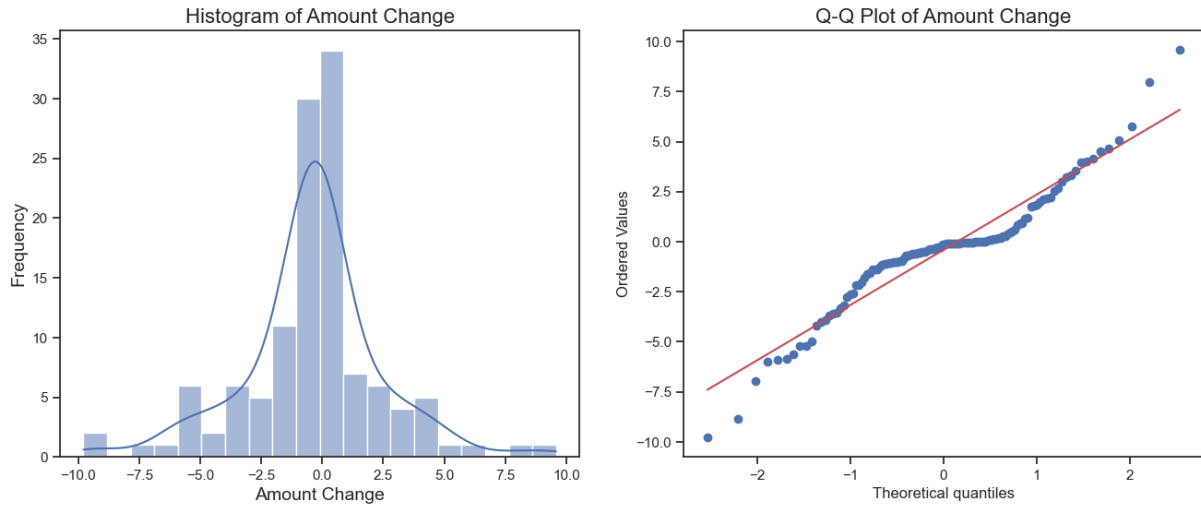 Histogram of Amount Change
35
30
25
20
15
10
5
0
Frequency
−10.0 −7.5 −5.0 −2.5 0.0 2.5 5.0 7.5 10.0
Amount Change
Q-Q Plot of Amount Change
10.0
7.5
5.0
2.5
0.0
−2.5
−5.0
−7.5
−10.0
Ordered Values
−2 −1 0 1 2
Theoretical quantiles